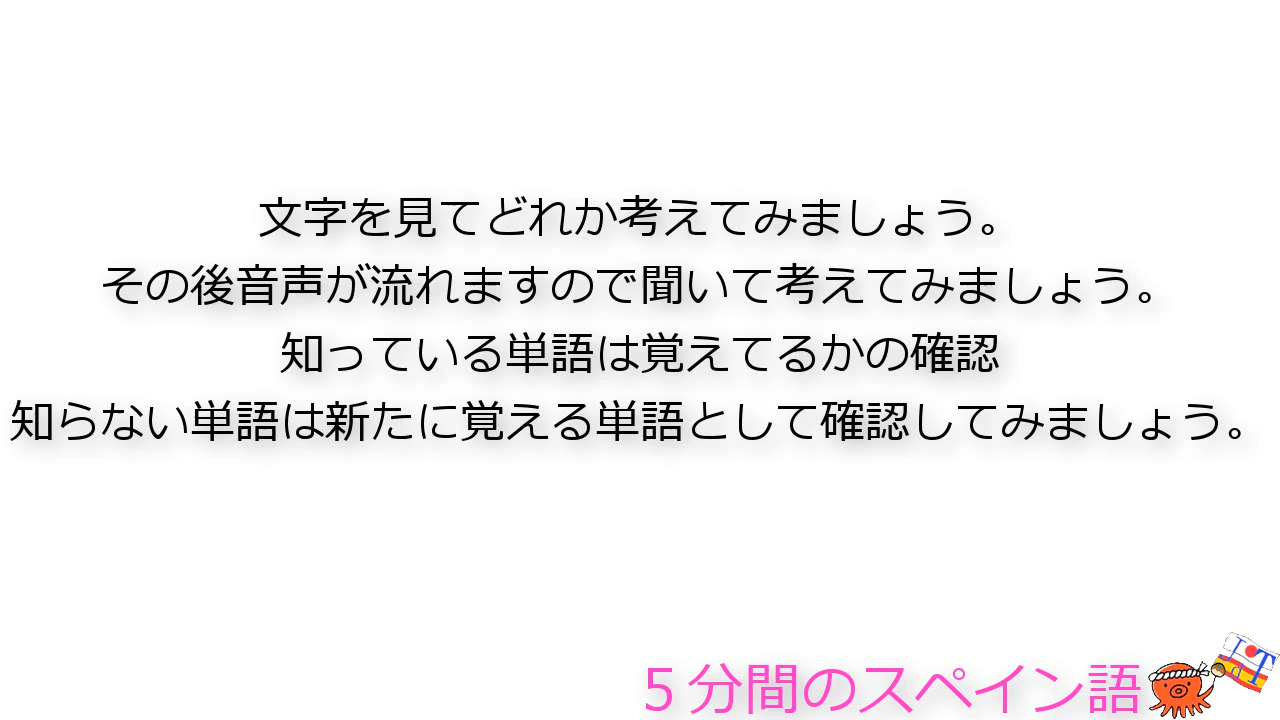 文字を見てどれか考えてみましょう。
その後音声が流れますので聞いて考えてみましょう。
知っている単語は覚えてるかの確認
知らない単語は新たに覚える単語として確認してみましょう。
５分間のスペイン語